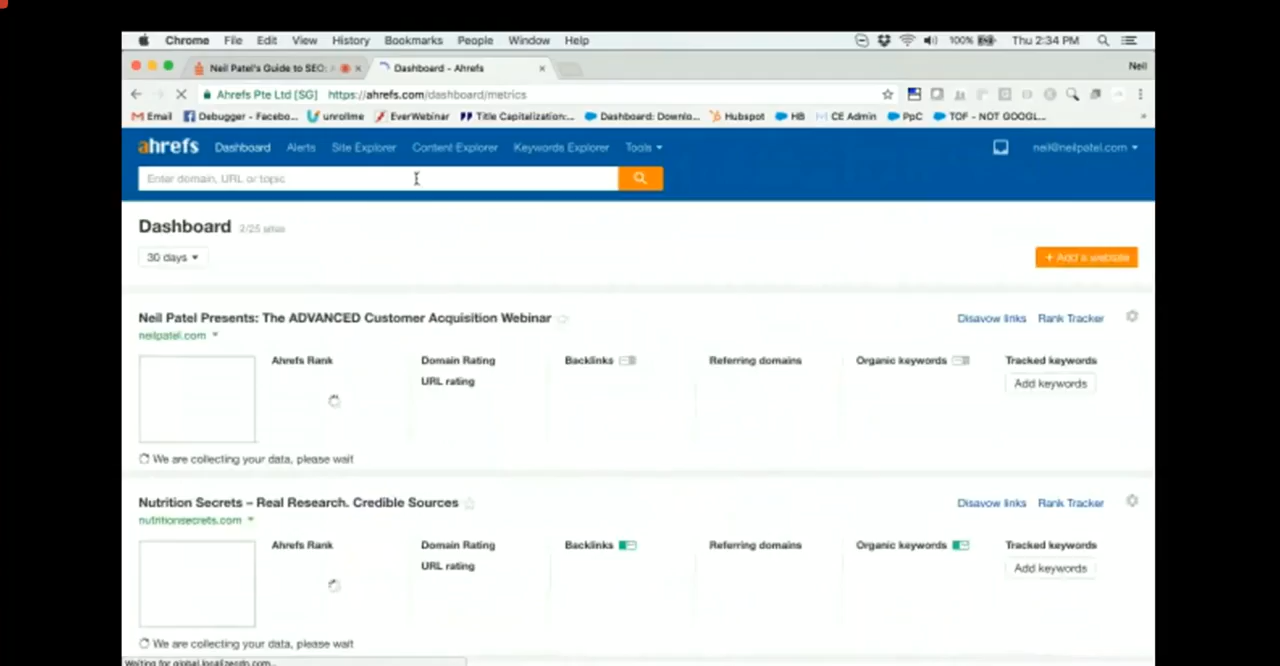 Chrome File Edit View History Bookmarks People Window Help 100% Thu 2:34 PM
Neil Patel's Guide to SEO: Dashboard - Ahrefs Neil
Ahrefs Pte Ltd [SG] https://ahrefs.com/dashboard/metrics
Email Debugger - Facebo... unrollme EverWebinar Title Capitalization:... Dashboard: Downlo... Hubspot HB CE Admin PpC TOF - NOT GOOGL...
ahrefs Dashboard Alerts Site Explorer Content Explorer Keywords Explorer Tools neil@neilpatel.com
Enter domain, URL or topic
Dashboard 2/25 sites
30 days + Add a website
Neil Patel Presents: The ADVANCED Customer Acquisition Webinar Disavow links Rank Tracker
neilpatel.com
Ahrefs Rank Domain Rating Backlinks Referring domains Organic keywords Tracked keywords
URL rating Add keywords
We are collecting your data, please wait
Nutrition Secrets – Real Research. Credible Sources Disavow links Rank Tracker
nutritionsecrets.com
Ahrefs Rank Domain Rating Backlinks Referring domains Organic keywords Tracked keywords
URL rating Add keywords
We are collecting your data, please wait
Waiting for